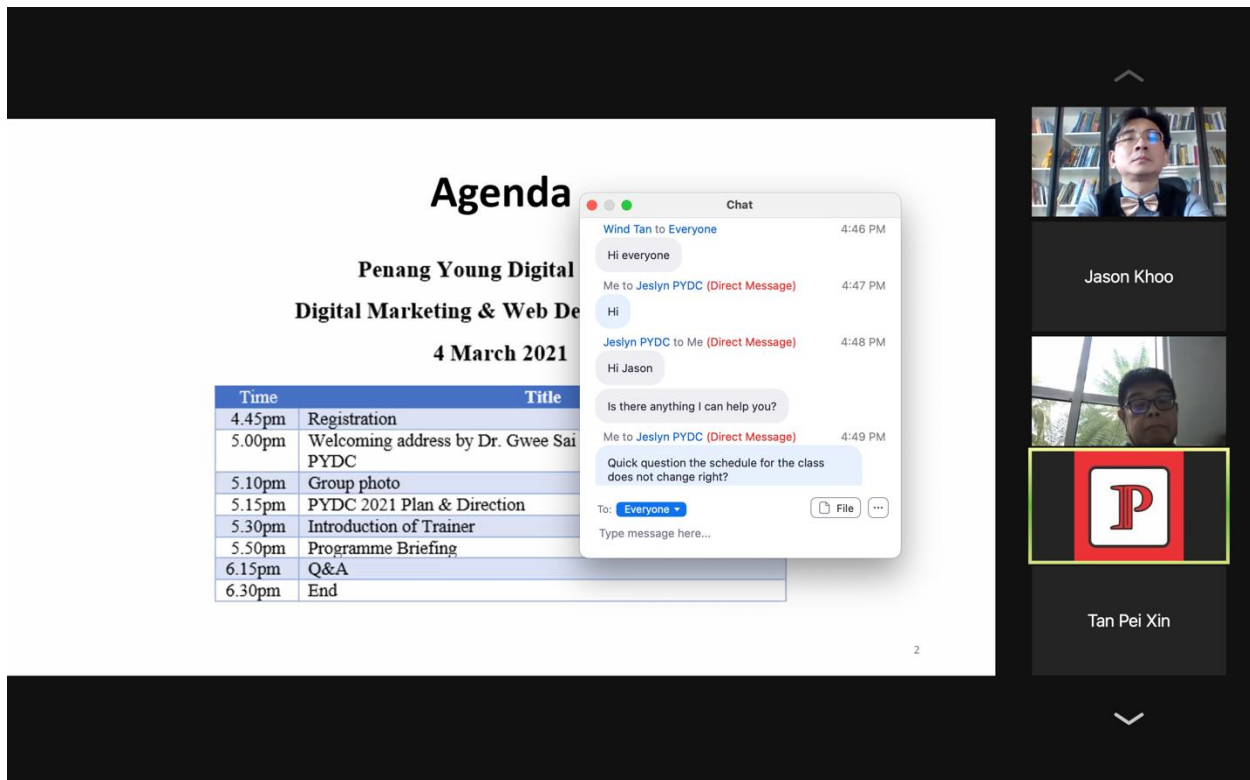 Agenda
Penang Young Digital
Digital Marketing & Web De
4 March 2021
Time Title
4.45pm Registration
5.00pm Welcoming address by Dr. Gwee Sai
PYDC
5.10pm Group photo
5.15pm PYDC 2021 Plan & Direction
5.30pm Introduction of Trainer
5.50pm Programme Briefing
6.15pm Q&A
6.30pm End
2
Chat
Wind Tan to Everyone 4:46 PM
Hi everyone
Me to Jeslyn PYDC (Direct Message) 4:47 PM
Hi
Jeslyn PYDC to Me (Direct Message) 4:48 PM
Hi Jason
Is there anything I can help you?
Me to Jeslyn PYDC (Direct Message) 4:49 PM
Quick question the schedule for the class
does not change right?
To: Everyone File ...
Type message here...
Jason Khoo
P
Tan Pei Xin